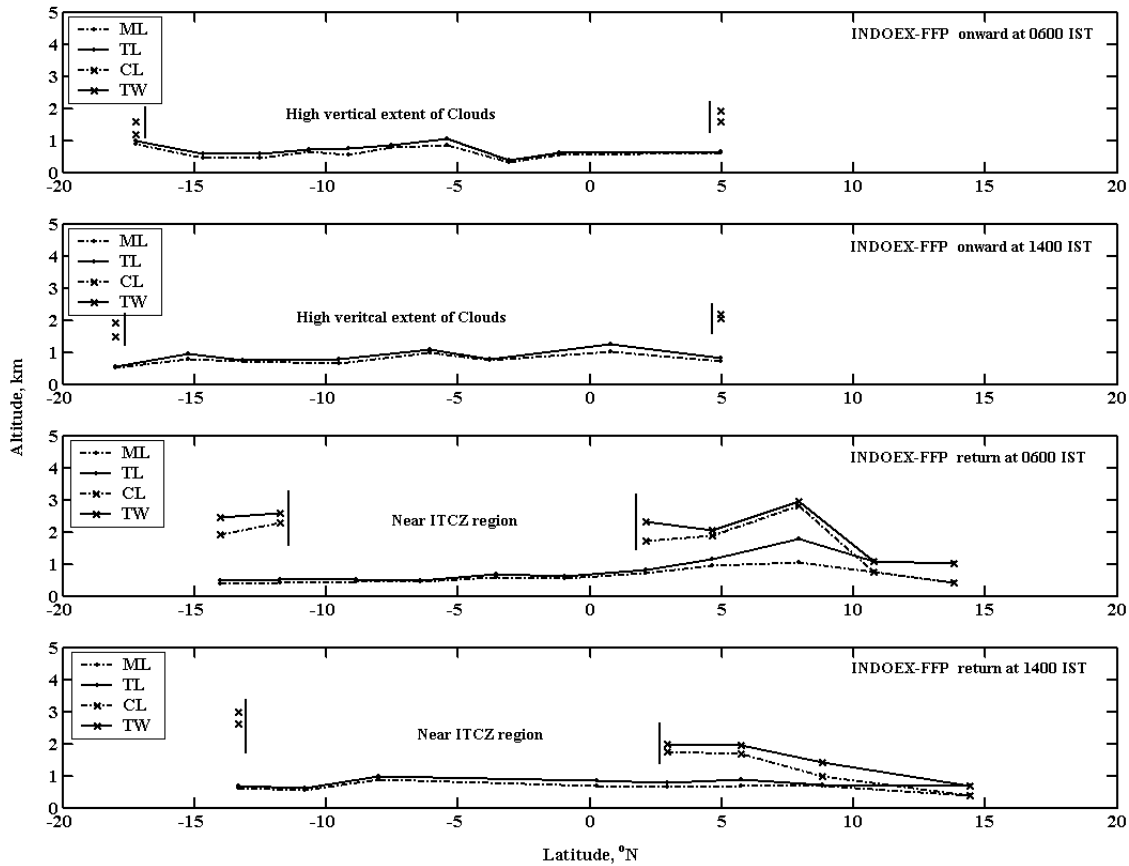 5
4
3
2
1
0
ML
TL
CL
TW
INDOEX-FFP onward at 0600 IST
High vertical extent of Clouds
-20 -15 -10 -5 0 5 10 15 20
5
4
3
2
1
0
ML
TL
CL
TW
INDOEX-FFP onward at 1400 IST
High veritcal extent of Clouds
-20 -15 -10 -5 0 5 10 15 20
Altitude, km
5
4
3
2
1
0
ML
TL
CL
TW
INDOEX-FFP return at 0600 IST
Near ITCZ region
-20 -15 -10 -5 0 5 10 15 20
5
4
3
2
1
0
ML
TL
CL
TW
INDOEX-FFP return at 1400 IST
Near ITCZ region
-20 -15 -10 -5 0 5 10 15 20
Latitude, °N